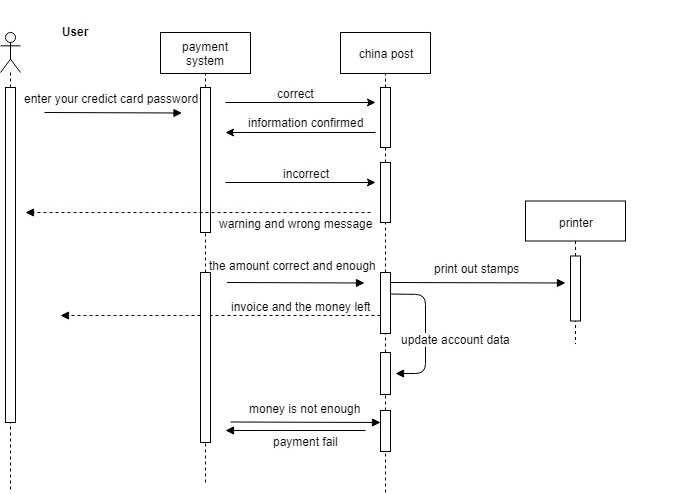 User
payment
system
china post
enter your credict card password
correct
information confirmed
incorrect
warning and wrong message
printer
the amount correct and enough
print out stamps
invoice and the money left
update account data
money is not enough
payment fail